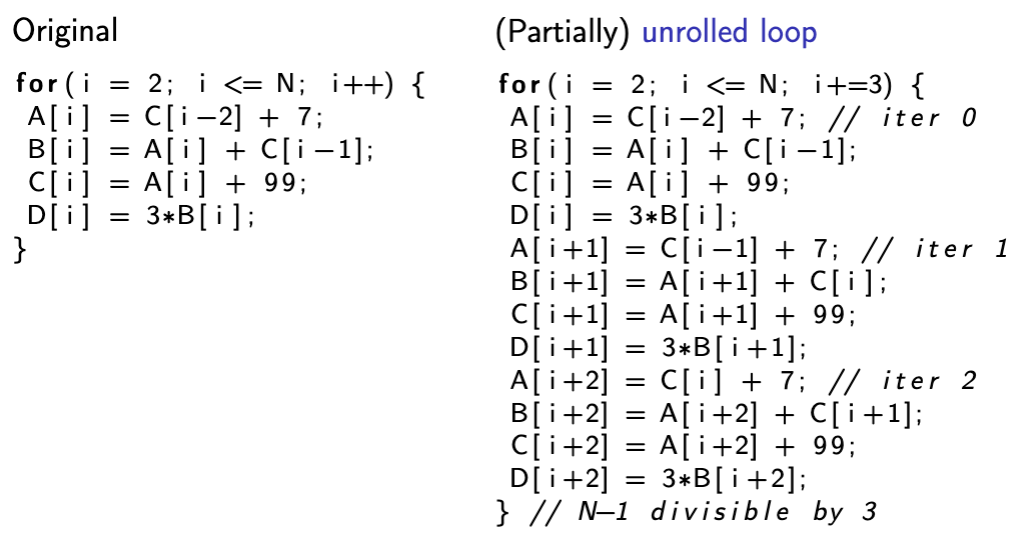 Original
for(i = 2; i <= N; i++) {
A[i] = C[i-2] + 7;
B[i] = A[i] + C[i-1];
C[i] = A[i] + 99;
D[i] = 3*B[i];
}
(Partially) unrolled loop
for(i = 2; i <= N; i+=3) {
A[i] = C[i-2] + 7; // iter 0
B[i] = A[i] + C[i-1];
C[i] = A[i] + 99;
D[i] = 3*B[i];
A[i+1] = C[i-1] + 7; // iter 1
B[i+1] = A[i+1] + C[i];
C[i+1] = A[i+1] + 99;
D[i+1] = 3*B[i+1];
A[i+2] = C[i] + 7; // iter 2
B[i+2] = A[i+2] + C[i+1];
C[i+2] = A[i+2] + 99;
D[i+2] = 3*B[i+2];
} // N-1 divisible by 3